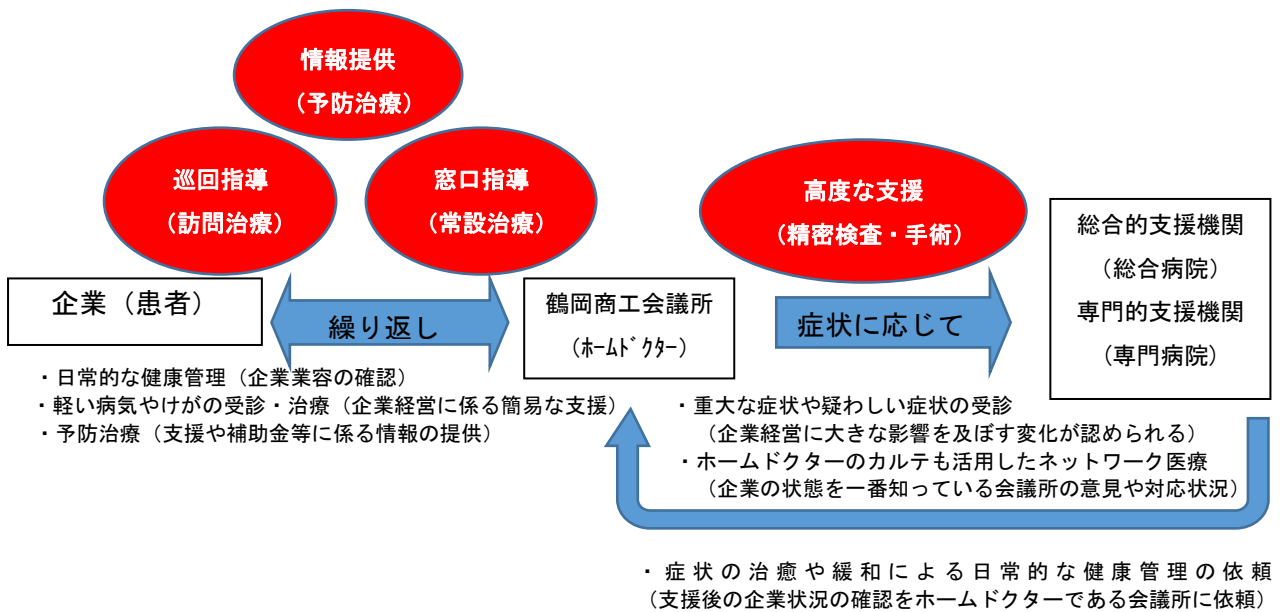 情報提供
（予防治療）
巡回指導
（訪問治療）
窓口指導
（常設治療）
高度な支援
（精密検査・手術）
総合的支援機関
（総合病院）
専門的支援機関
（専門病院）
企業（患者）
繰り返し
鶴岡商工会議所
（ﾎｰﾑﾄﾞｸﾀｰ）
症状に応じて
・日常的な健康管理（企業業容の確認）
・軽い病気やけがの受診・治療（企業経営に係る簡易な支援）
・予防治療（支援や補助金等に係る情報の提供）
・重大な症状や疑わしい症状の受診
（企業経営に大きな影響を及ぼす変化が認められる）
・ホームドクターのカルテも活用したネットワーク医療
（企業の状態を一番知っている会議所の意見や対応状況）
・症状の治癒や緩和による日常的な健康管理の依頼
（支援後の企業状況の確認をホームドクターである会議所に依頼）